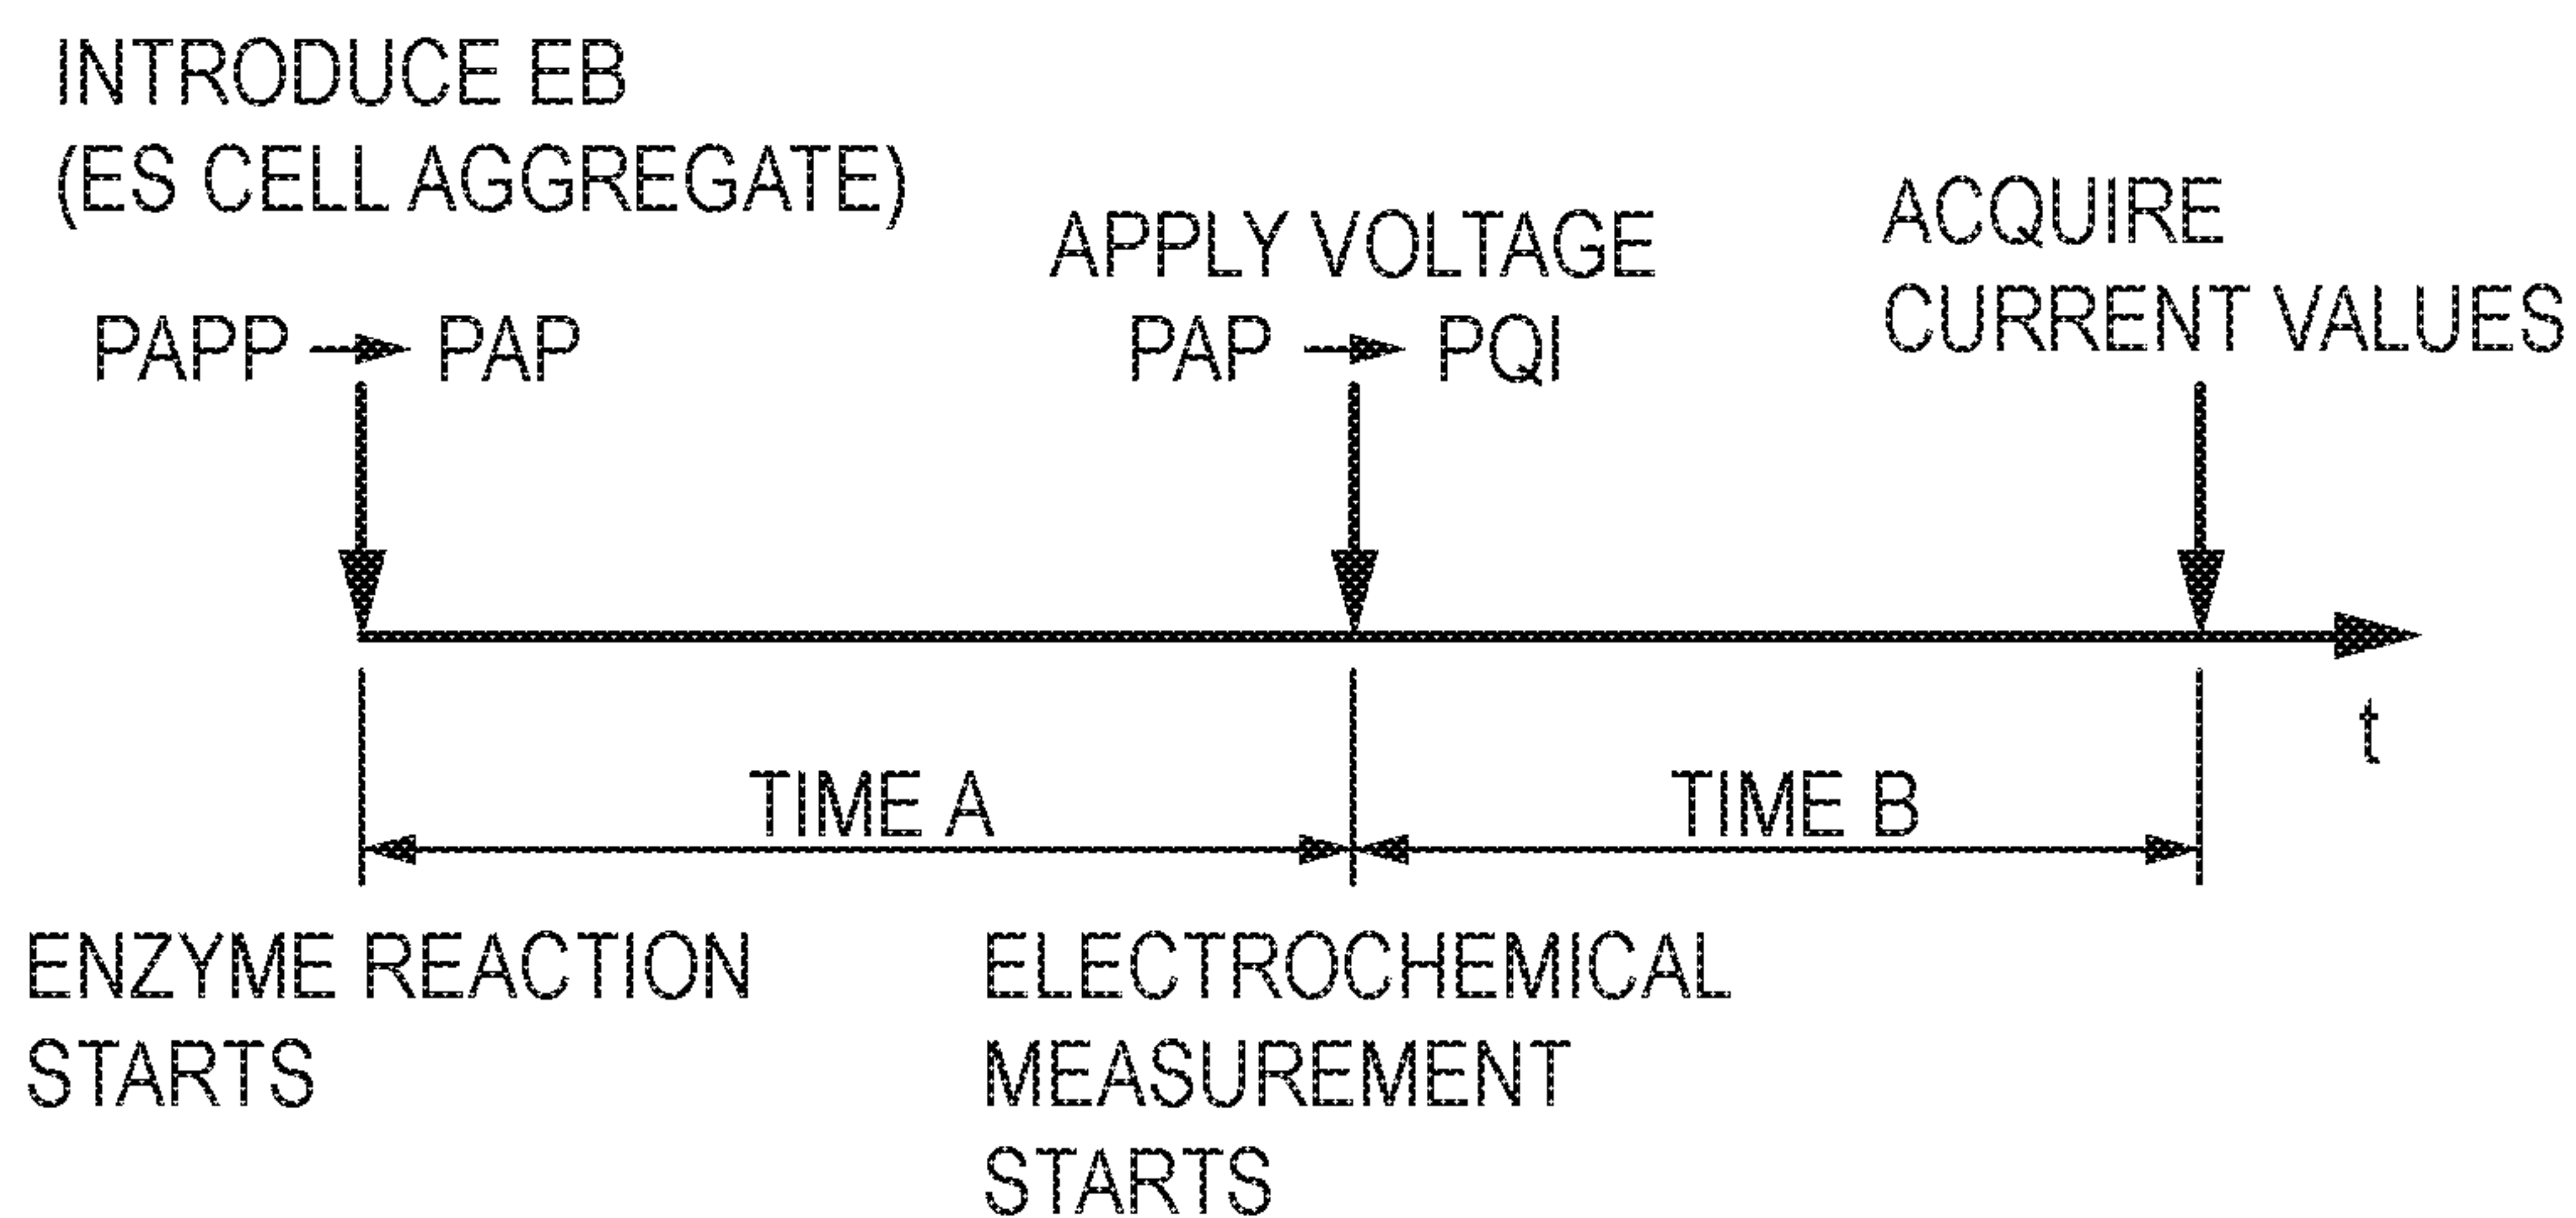 INTRODUCE EB
(ES CELL AGGREGATE)
PAPP → PAP
APPLY VOLTAGE
PAP → PQI
ACQUIRE
CURRENT VALUES
t
TIME A
TIME B
ENZYME REACTION
STARTS
ELECTROCHEMICAL
MEASUREMENT
STARTS